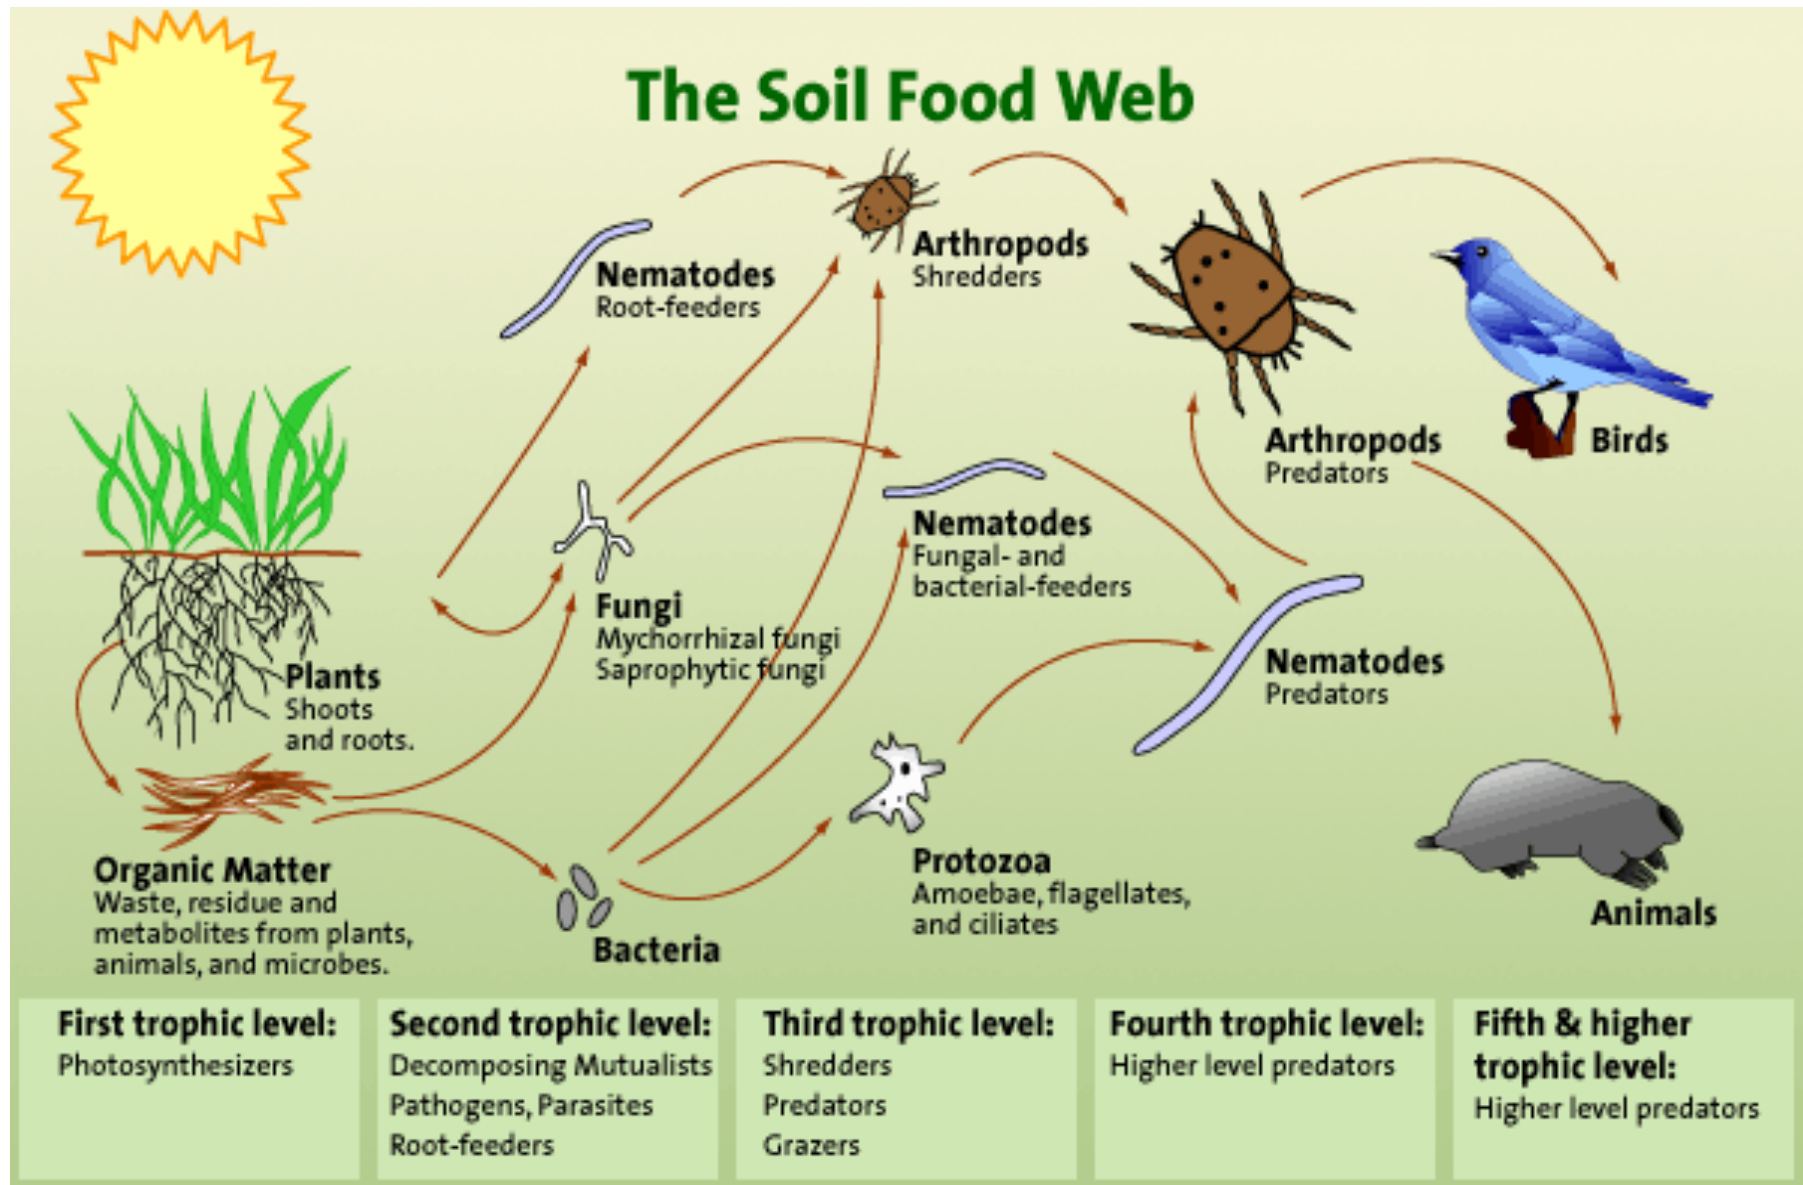 The Soil Food Web
Nematodes
Root-feeders
Arthropods
Shredders
Arthropods
Predators
Birds
Fungi
Mychorrhizal fungi
Saprophytic fungi
Nematodes
Fungal- and
bacterial-feeders
Nematodes
Predators
Plants
Shoots
and roots.
Organic Matter
Waste, residue and
metabolites from plants,
animals, and microbes.
Bacteria
Protozoa
Amoebae, flagellates,
and ciliates
Animals
First trophic level:
Photosynthesizers
Second trophic level:
Decomposing Mutualists
Pathogens, Parasites
Root-feeders
Third trophic level:
Shredders
Predators
Grazers
Fourth trophic level:
Higher level predators
Fifth & higher
trophic level:
Higher level predators